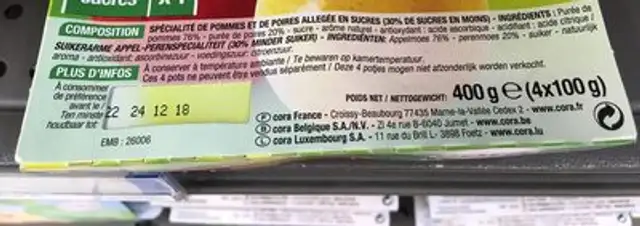 sucres X4
COMPOSITION SPÉCIALITÉ DE POMMES ET DE POIRES ALLEGÉE EN SUCRES (30% DE SUCRES EN MOINS) - INGRÉDIENTS : Purée de
pommes 76% - purée de poires 20% - sucre - arôme naturel - antioxydant : acide ascorbique - acidifiant : acide citrique /
SUIKERARME APPEL-PERENSPECIALITEIT (30% MINDER SUIKER) - INGREDIËNTEN: Appelmoes 76% - perenmoes 20% - suiker - natuurlijk
aroma - antioxidant: ascorbinezuur - voedingszuur: citroenzuur.
PLUS D'INFOS À conserver à température ambiante / Te bewaren op kamertemperatuur.
Ces 4 pots ne peuvent être vendus séparément / Deze 4 potjes mogen niet afzonderlijk worden verkocht.
À consommer
de préférence
avant le /
Ten minste
houdbaar tot:
22 24 12 18
EMB : 26006
POIDS NET / NETTOGEWICHT: 400 g e (4x100 g)
cora France - Croissy-Beaubourg 77435 Marne-la-Vallée Cedex 2 - www.cora.fr
cora Belgique S.A./N.V. - Zi 4e rue B-6040 Jumet - www.cora.be
cora Luxembourg S.A. - 11 rue du Brill L- 3898 Foetz - www.cora.lu